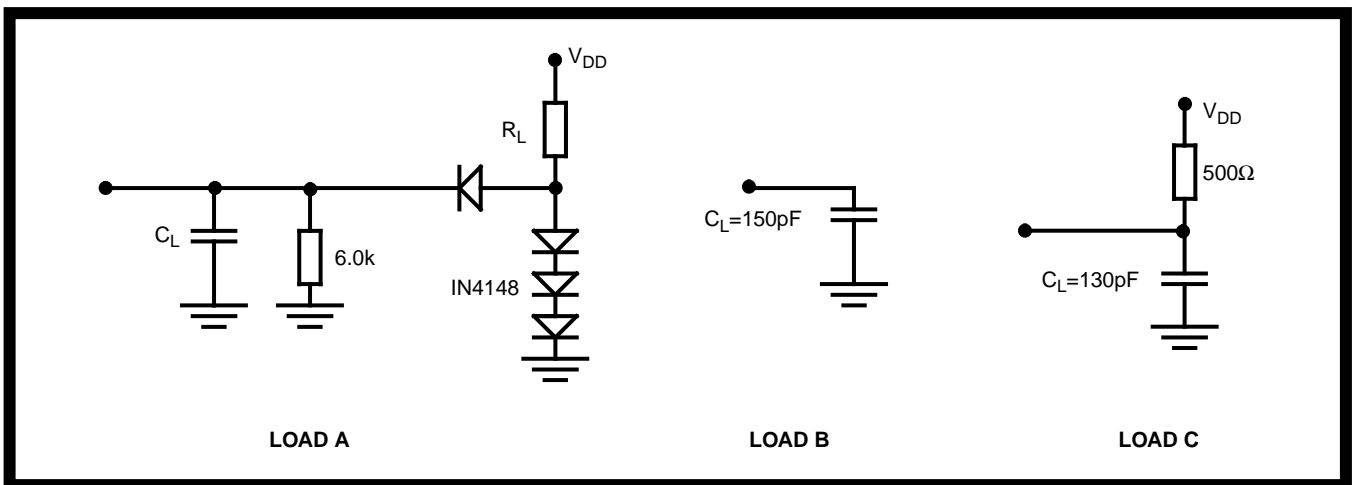 V_DD
R_L
C_L
6.0k
IN4148
LOAD A
C_L=150pF
LOAD B
V_DD
500Ω
C_L=130pF
LOAD C